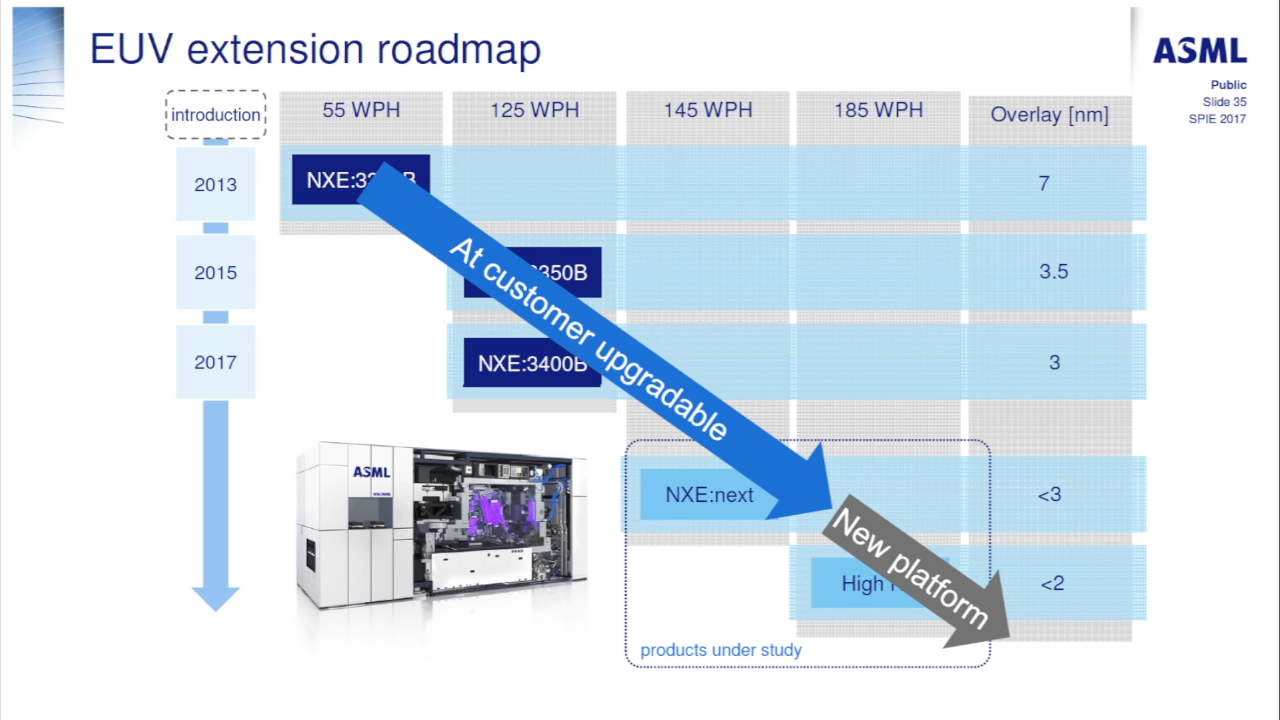 EUV extension roadmap
ASML
Public
Slide 35
SPIE 2017
introduction
55 WPH
125 WPH
145 WPH
185 WPH
Overlay [nm]
2013
7
2015
350B
3.5
2017
NXE:3400B
3
At customer upgradable
ASML
NXE:next
<3
New platform
High
<2
products under study